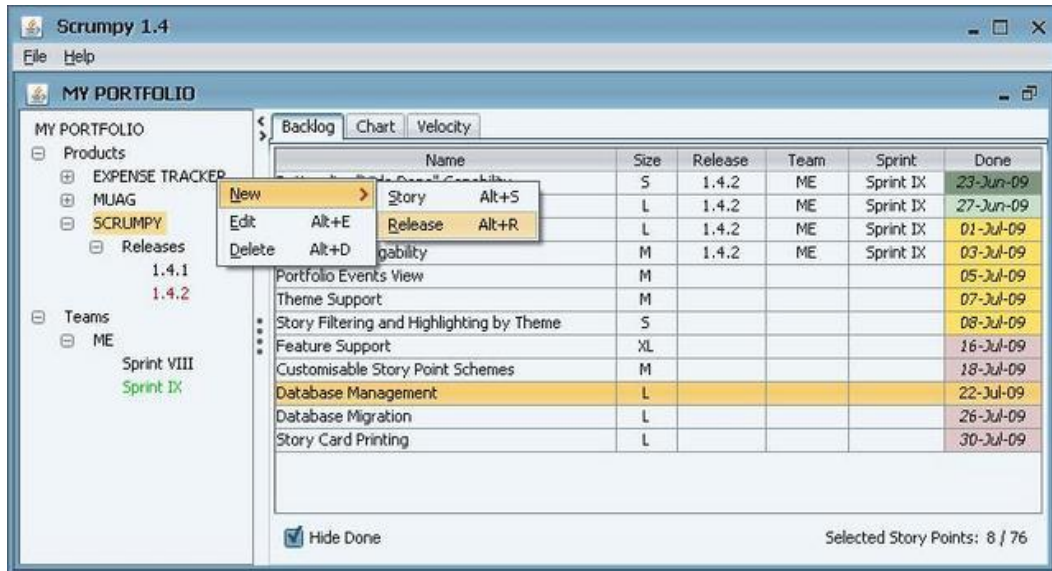 Scrumpy 1.4
File Help
MY PORTFOLIO
MY PORTFOLIO
Products
EXPENSE TRACKER
MUAG
SCRUMPY
Releases
1.4.1
1.4.2
Teams
ME
Sprint VIII
Sprint IX
New
Edit Alt+E
Delete Alt+D
Story Alt+S
Release Alt+R
Backlog Chart Velocity
Name Size Release Team Sprint Done
S 1.4.2 ME Sprint IX 23-Jun-09
L 1.4.2 ME Sprint IX 27-Jun-09
L 1.4.2 ME Sprint IX 01-Jul-09
M 1.4.2 ME Sprint IX 03-Jul-09
Portfolio Events View M 05-Jul-09
Theme Support M 07-Jul-09
Story Filtering and Highlighting by Theme S 08-Jul-09
Feature Support XL 16-Jul-09
Customisable Story Point Schemes M 18-Jul-09
Database Management L 22-Jul-09
Database Migration L 26-Jul-09
Story Card Printing L 30-Jul-09
Hide Done
Selected Story Points: 8 / 76